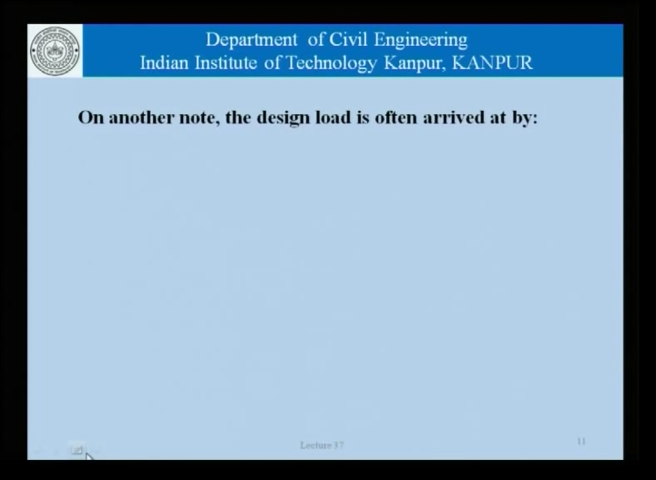 Department of Civil Engineering
Indian Institute of Technology Kanpur, KANPUR
On another note, the design load is often arrived at by:
Lecture 37
11